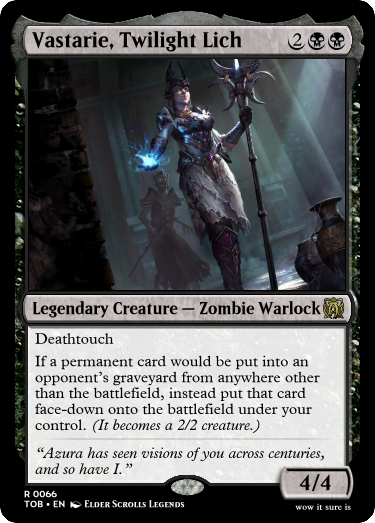 Vastarie, Twilight Lich 2
Legendary Creature — Zombie Warlock
Deathtouch
If a permanent card would be put into an
opponent's graveyard from anywhere other
than the battlefield, instead put that card
face-down onto the battlefield under your
control. (It becomes a 2/2 creature.)
“Azura has seen visions of you across centuries,
and so have I.”
4/4
R 0066
TOB • EN ELDER SCROLLS LEGENDS
wow it sure is